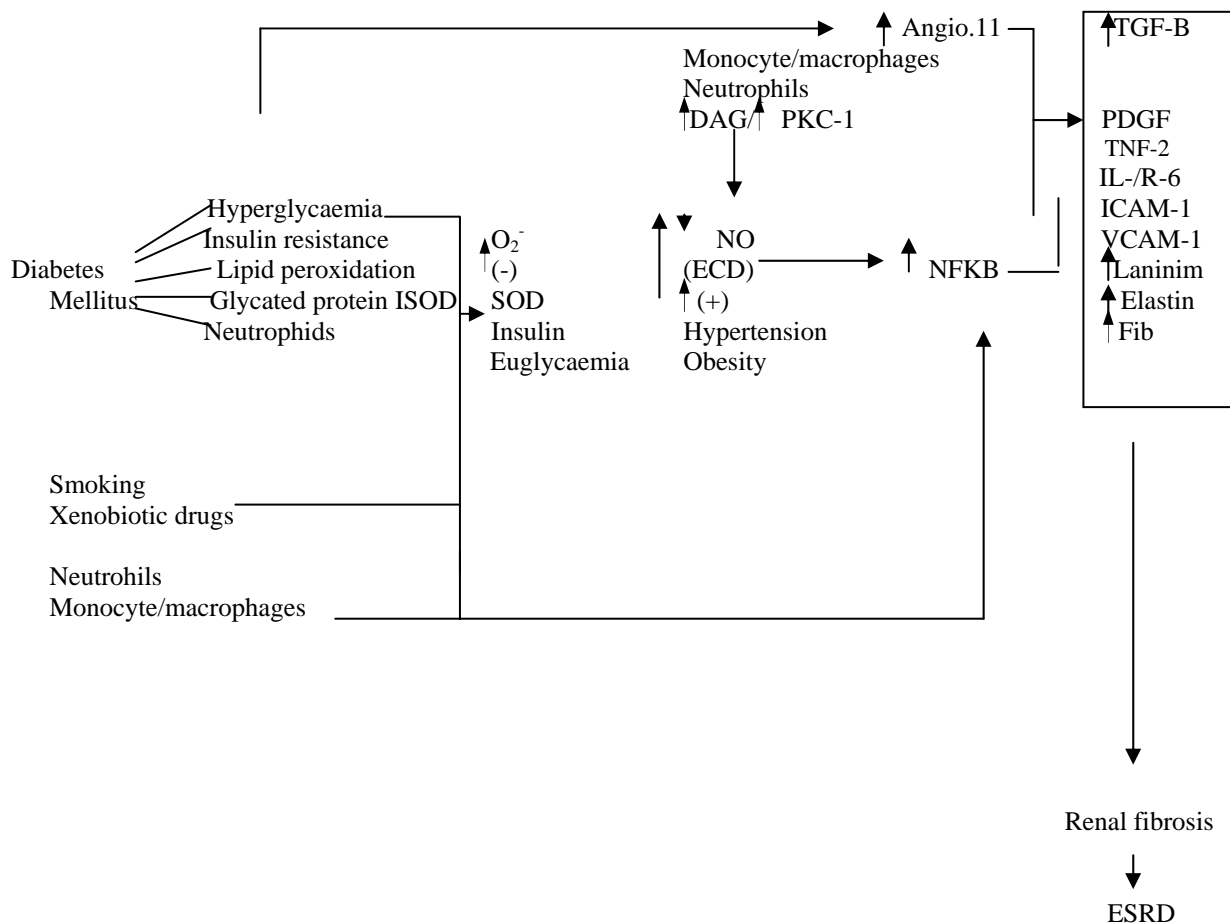 Angio.11
Monocyte/macrophages
Neutrophils
DAG/ PKC-1
Hyperglycaemia
Insulin resistance
Diabetes
Lipid peroxidation
Mellitus
Glycated protein ISOD
Neutrophids
O₂⁻
(-)
SOD
Insulin
Euglycaemia
NO
(ECD)
(+)
Hypertension
Obesity
NFKB
TGF-B
PDGF
TNF-2
IL-/R-6
ICAM-1
VCAM-1
Laninim
Elastin
Fib
Smoking
Xenobiotic drugs
Neutrohils
Monocyte/macrophages
Renal fibrosis
ESRD